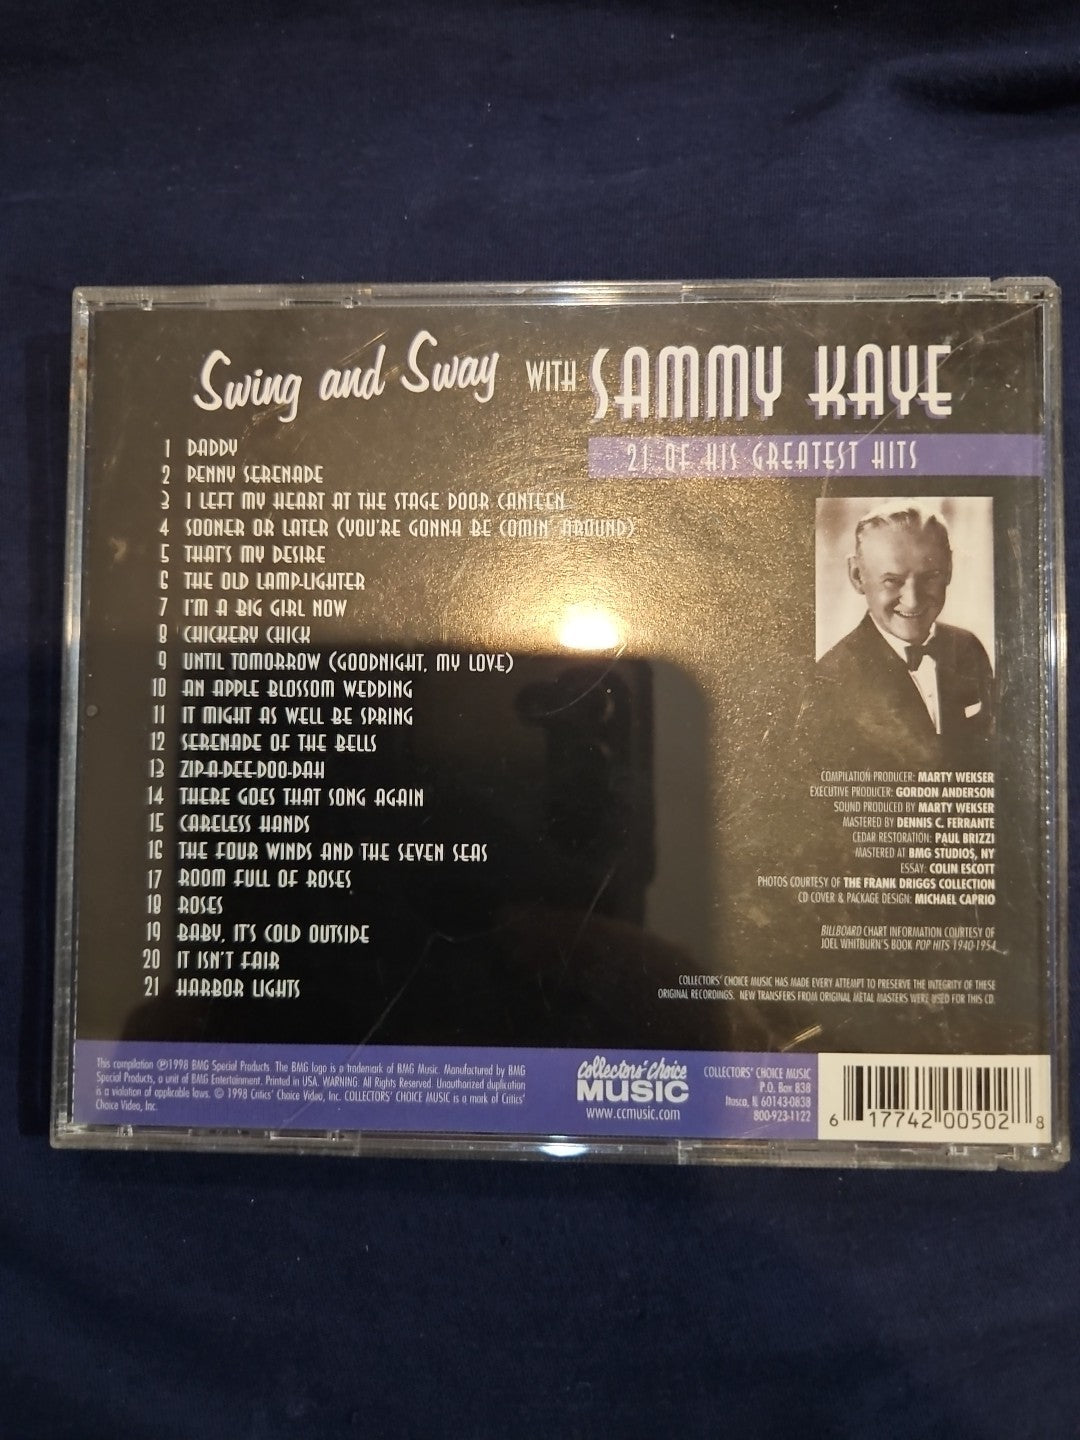 Swing and Sway WITH SAMMY KAYE
21 OF HIS GREATEST HITS
1 DADDY
2 PENNY SERENADE
3 I LEFT MY HEART AT THE STAGE DOOR CANTEEN
4 SOONER OR LATER (YOU'RE GONNA BE COMIN' AROUND)
5 THAT'S MY DESIRE
6 THE OLD LAMP-LIGHTER
7 I'M A BIG GIRL NOW
8 CHICKERY CHICK
9 UNTIL TOMORROW (GOODNIGHT, MY LOVE)
10 AN APPLE BLOSSOM WEDDING
11 IT MIGHT AS WELL BE SPRING
12 SERENADE OF THE BELLS
13 ZIP-A-DEE-DOO-DAH
14 THERE GOES THAT SONG AGAIN
15 CARELESS HANDS
16 THE FOUR WINDS AND THE SEVEN SEAS
17 ROOM FULL OF ROSES
18 ROSES
19 BABY, IT'S COLD OUTSIDE
20 IT ISN'T FAIR
21 HARBOR LIGHTS
COMPILATION PRODUCER: MARTY WEKSER
EXECUTIVE PRODUCER: GORDON ANDERSON
SOUND PRODUCED BY MARTY WEKSER
MASTERED BY DENNIS C. FERRANTE
CEDAR RESTORATION: PAUL BRIZZI
MASTERED AT BMG STUDIOS, NY
ESSAY: COLIN ESCOTT
PHOTOS COURTESY OF THE FRANK DRIGGS COLLECTION
CD COVER & PACKAGE DESIGN: MICHAEL CAPRIO
BILLBOARD CHART INFORMATION COURTESY OF
JOEL WHITBURN'S BOOK POP HITS 1940-1954
COLLECTORS' CHOICE MUSIC HAS MADE EVERY ATTEMPT TO PRESERVE THE INTEGRITY OF THESE
ORIGINAL RECORDINGS. NEW TRANSFERS FROM ORIGINAL METAL MASTERS WERE USED FOR THIS CD.
This compilation ℗1998 BMG Special Products. The BMG logo is a trademark of BMG Music. Manufactured by BMG
Special Products, a unit of BMG Entertainment. Printed in USA. WARNING: All Rights Reserved. Unauthorized duplication
is a violation of applicable laws. © 1998 Critics' Choice Video, Inc. COLLECTORS' CHOICE MUSIC is a mark of Critics'
Choice Video, Inc.
Collectors' Choice
MUSIC
www.ccmusic.com
COLLECTORS' CHOICE MUSIC
P.O. Box 838
Itasca, IL 60143-0838
800-923-1122
6 17742 00502 8